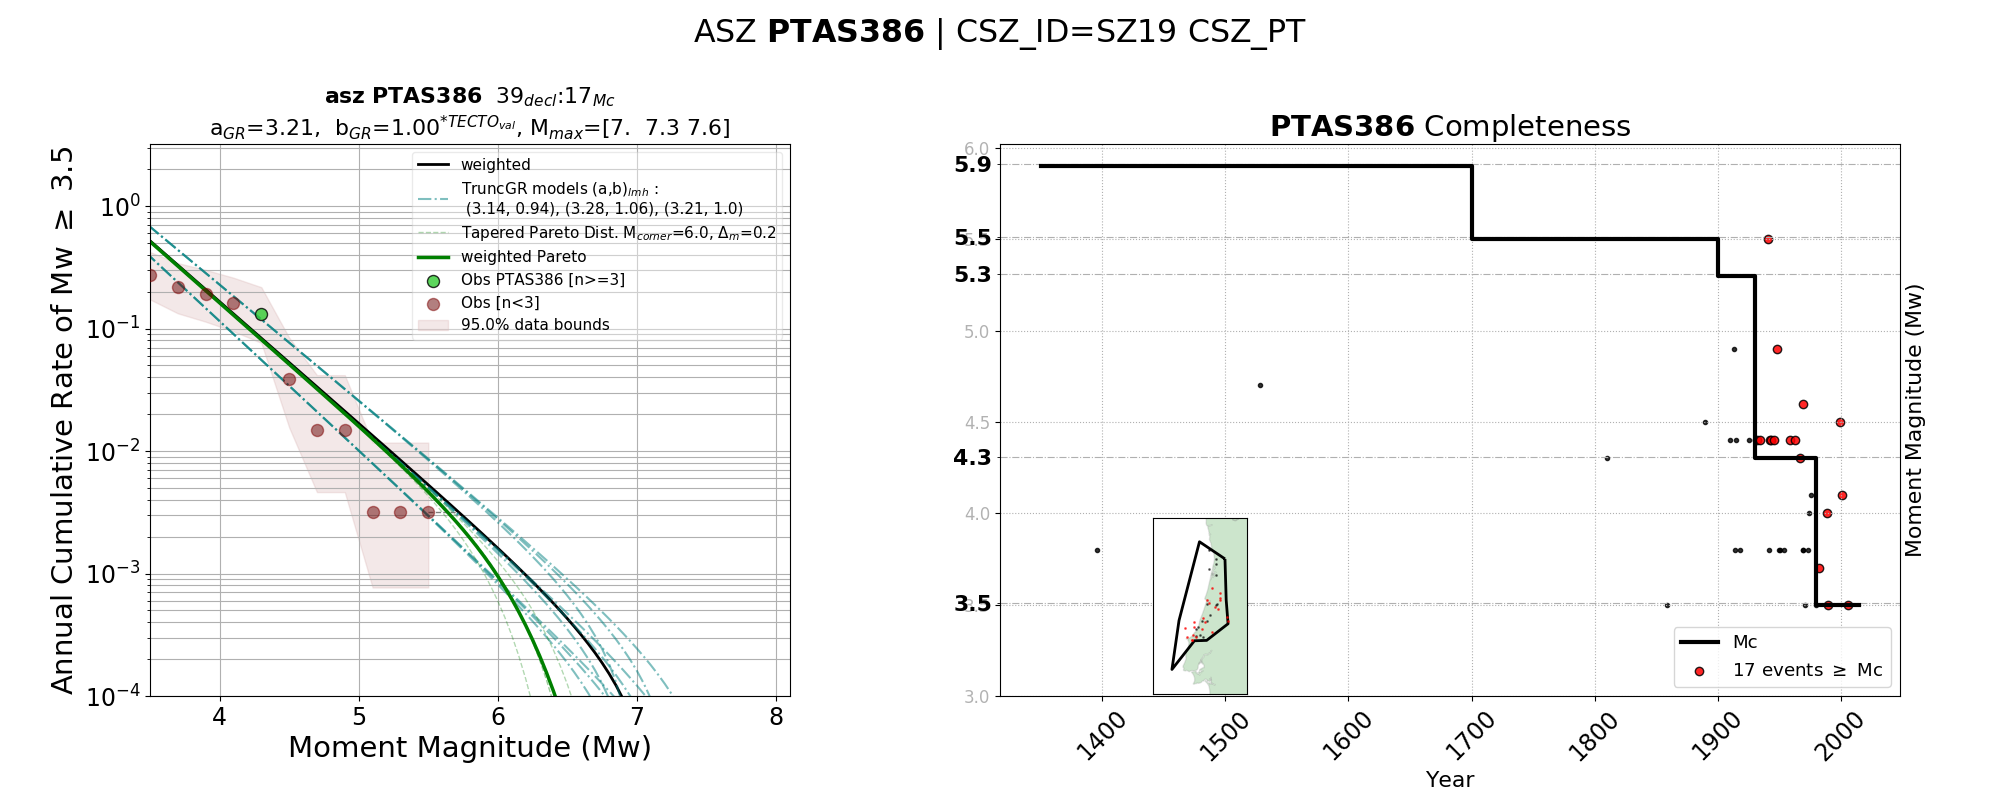 ASZ PTAS386 | CSZ_ID=SZ19 CSZ_PT
asz PTAS386 39decl:17Mc
aGR=3.21, bGR=1.00*TECTOval, Mmax=[7. 7.3 7.6]
Annual Cumulative Rate of Mw ≥ 3.5
10^0
10^−1
10^−2
10^−3
10^−4
weighted
TruncGR models (a,b)lmh :
(3.14, 0.94), (3.28, 1.06), (3.21, 1.0)
Tapered Pareto Dist. Mcorner=6.0, Δm=0.2
weighted Pareto
Obs PTAS386 [n>=3]
Obs [n<3]
95.0% data bounds
4 5 6 7 8
Moment Magnitude (Mw)
PTAS386 Completeness
6.0
5.9
5.5
5.3
5.0
4.5
4.3
4.0
3.5
3.0
Moment Magnitude (Mw)
Mc
17 events ≥ Mc
1400 1500 1600 1700 1800 1900 2000
Year